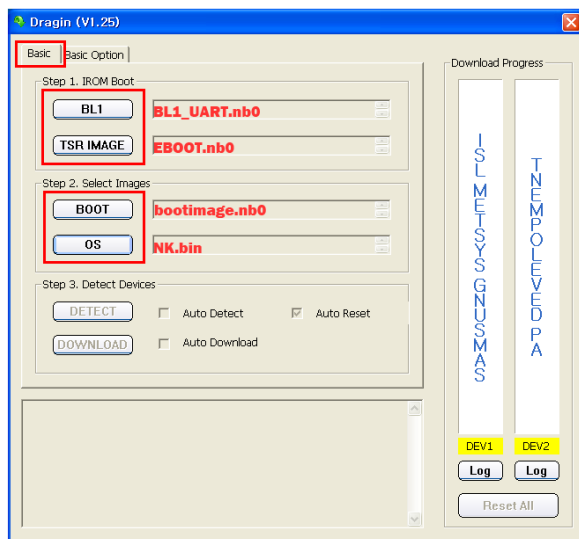 Dragin (V1.25)
Basic
Basic Option
Step 1. IROM Boot
BL1
BL1_UART.nb0
TSR IMAGE
EBOOT.nb0
Step 2. Select Images
BOOT
bootimage.nb0
OS
NK.bin
Step 3. Detect Devices
DETECT
Auto Detect
Auto Reset
DOWNLOAD
Auto Download
Download Progress
ISL METSYS GNUSMAS
TNEMPOLEVED PA
DEV1
DEV2
Log
Log
Reset All